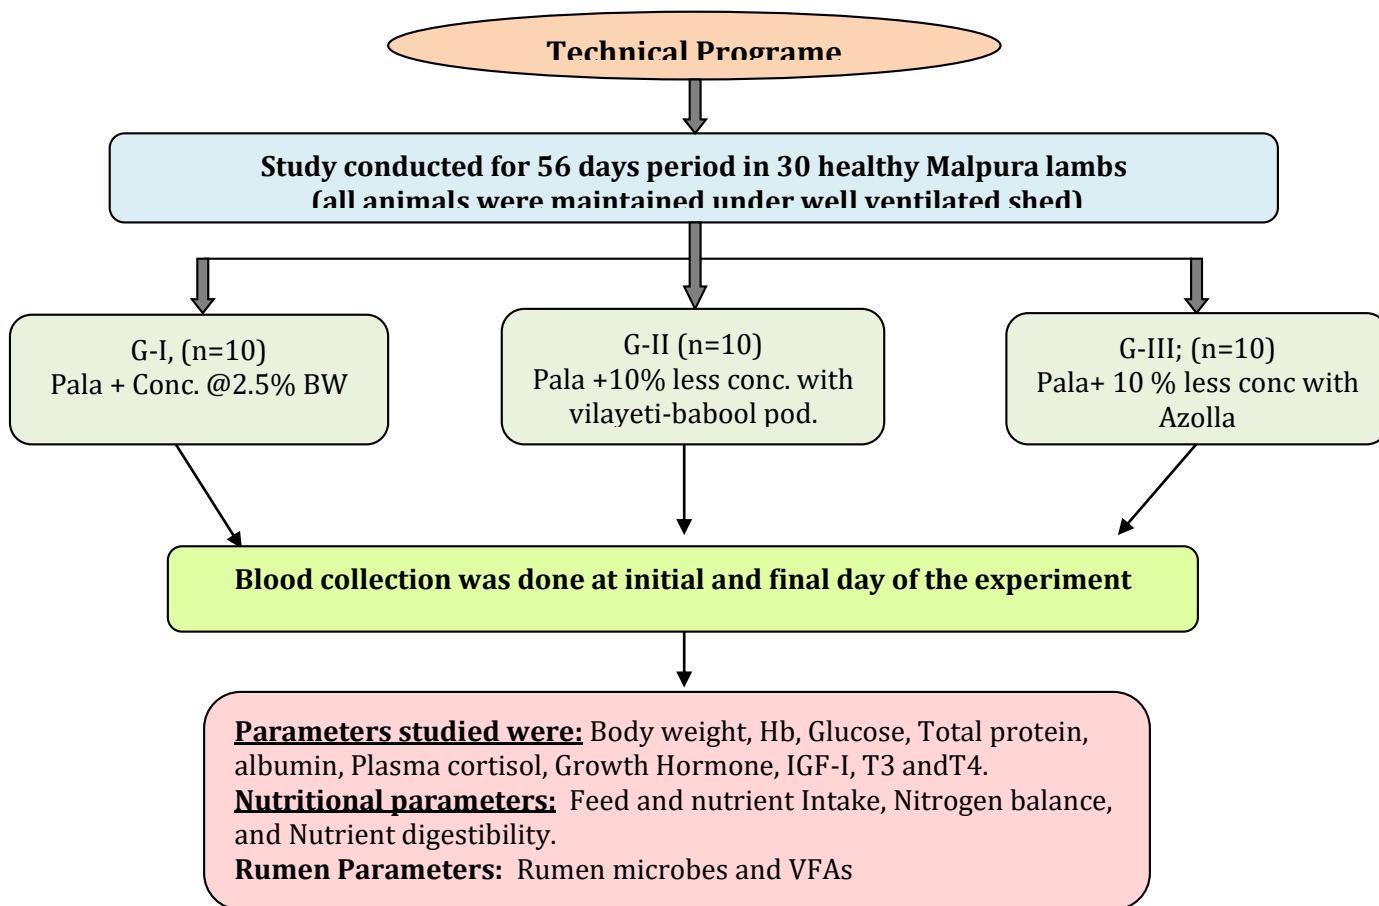 Technical Programe
Study conducted for 56 days period in 30 healthy Malpura lambs
(all animals were maintained under well ventilated shed)
G-I, (n=10)
Pala + Conc. @2.5% BW
G-II (n=10)
Pala +10% less conc. with
vilayeti-babool pod.
G-III; (n=10)
Pala+ 10 % less conc with
Azolla
Blood collection was done at initial and final day of the experiment
Parameters studied were: Body weight, Hb, Glucose, Total protein,
albumin, Plasma cortisol, Growth Hormone, IGF-I, T3 andT4.
Nutritional parameters: Feed and nutrient Intake, Nitrogen balance,
and Nutrient digestibility.
Rumen Parameters: Rumen microbes and VFAs